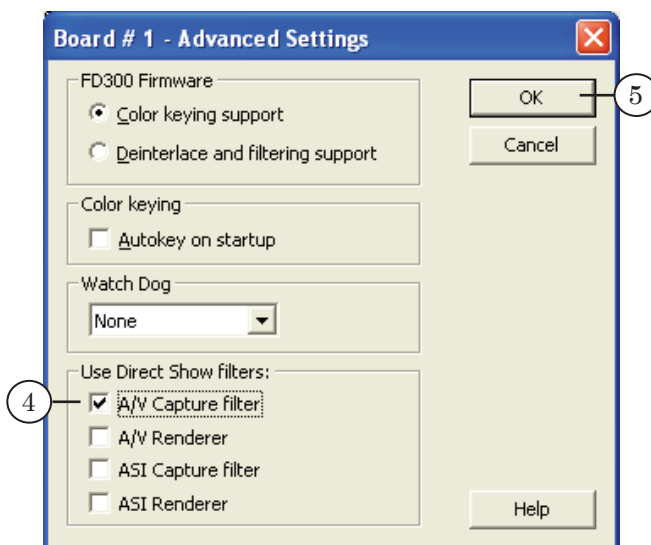 Board # 1 - Advanced Settings
FD300 Firmware
Color keying support
Deinterlace and filtering support
OK
5
Cancel
Color keying
Autokey on startup
Watch Dog
None
Use Direct Show filters:
4
A/V Capture filter
A/V Renderer
ASI Capture filter
ASI Renderer
Help